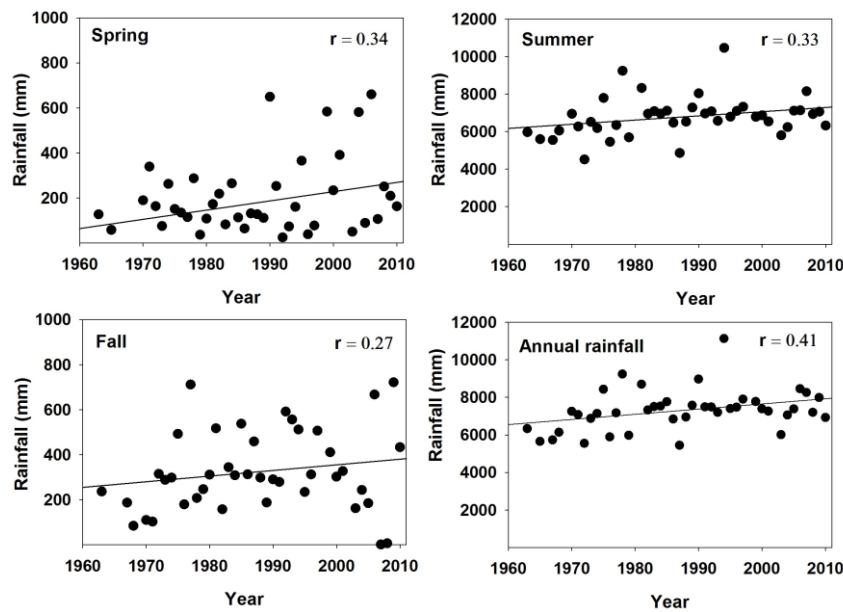 Spring
r = 0.34
Rainfall (mm)
1000
800
600
400
200
1960 1970 1980 1990 2000 2010
Year
Summer
r = 0.33
Rainfall (mm)
12000
10000
8000
6000
4000
2000
1960 1970 1980 1990 2000 2010
Year
Fall
r = 0.27
Rainfall (mm)
1000
800
600
400
200
1960 1970 1980 1990 2000 2010
Year
Annual rainfall
r = 0.41
Rainfall (mm)
12000
10000
8000
6000
4000
2000
1960 1970 1980 1990 2000 2010
Year